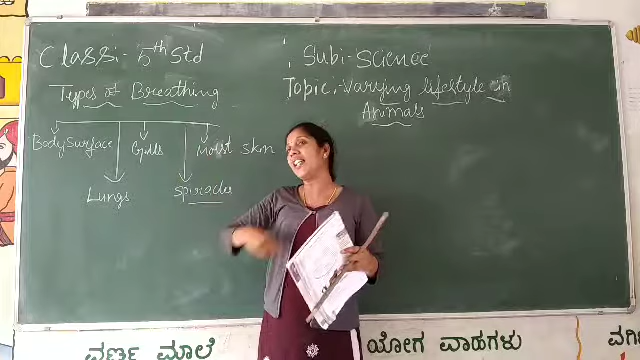 Class:- 5th Std
Sub:- Science
Types of Breathing
Topic:- Varying lifestyle in
Animals
Body Surface
Gills
Moist skin
Lungs
Spiracles
ವರ್ಣ ಮಾಲೆ
ಯೋಗ ವಾಹಗಳು